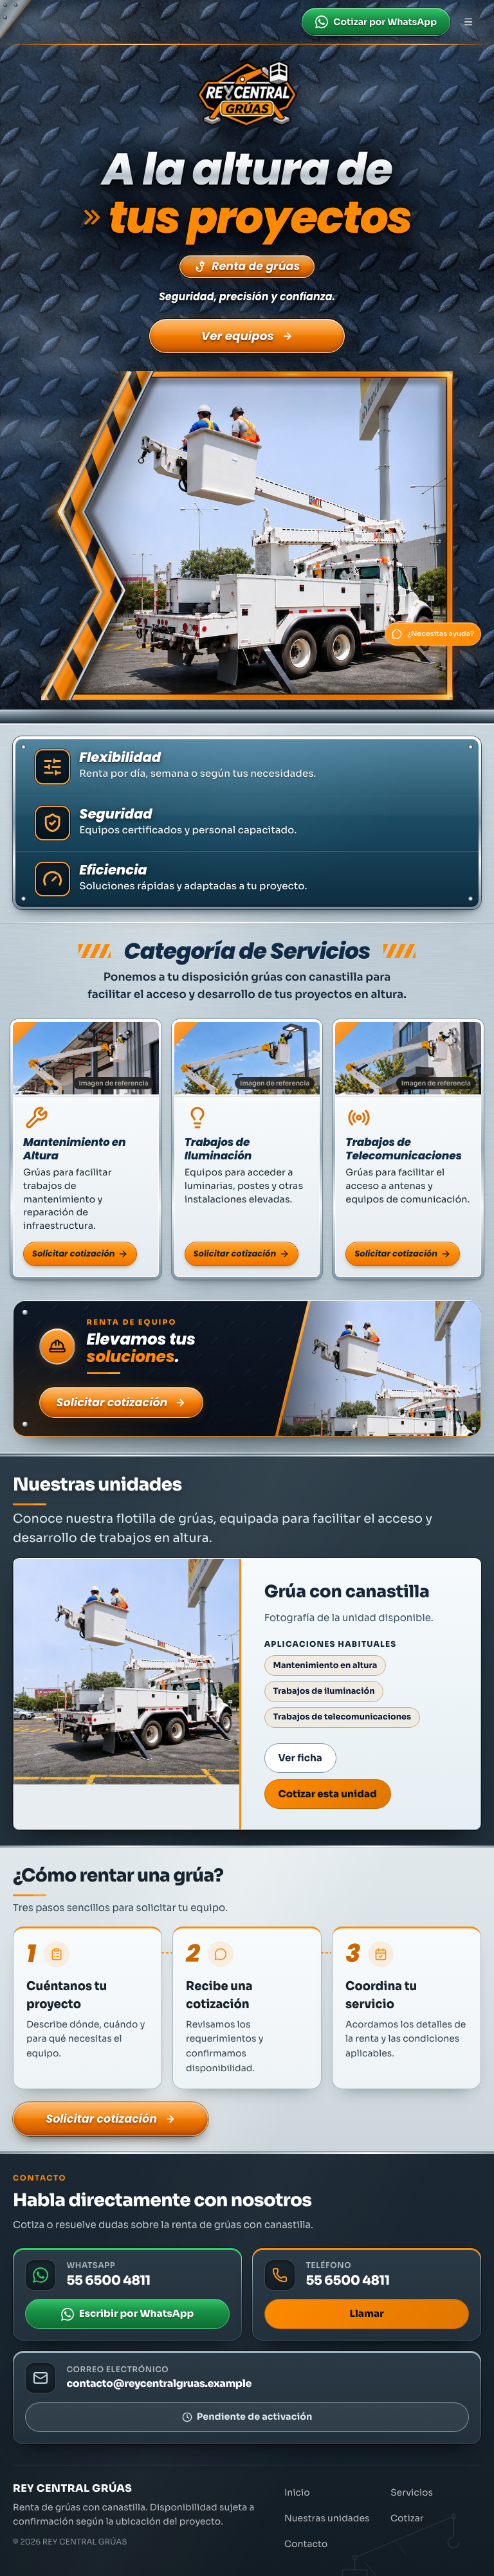 Cotizar por WhatsApp
REY CENTRAL
GRÚAS
A la altura de
tus proyectos
Renta de grúas
Seguridad, precisión y confianza.
Ver equipos
¿Necesitas ayuda?
Flexibilidad
Renta por día, semana o según tus necesidades.
Seguridad
Equipos certificados y personal capacitado.
Eficiencia
Soluciones rápidas y adaptadas a tu proyecto.
Categoría de Servicios
Ponemos a tu disposición grúas con canastilla para
facilitar el acceso y desarrollo de tus proyectos en altura.
Imagen de referencia
Mantenimiento en
Altura
Grúas para facilitar
trabajos de
mantenimiento y
reparación de
infraestructura.
Solicitar cotización
Imagen de referencia
Trabajos de
Iluminación
Equipos para acceder a
luminarias, postes y otras
instalaciones elevadas.
Solicitar cotización
Imagen de referencia
Trabajos de
Telecomunicaciones
Grúas para facilitar el
acceso a antenas y
equipos de comunicación.
Solicitar cotización
RENTA DE EQUIPO
Elevamos tus
soluciones.
Solicitar cotización
Nuestras unidades
Conoce nuestra flotilla de grúas, equipada para facilitar el acceso y
desarrollo de trabajos en altura.
Grúa con canastilla
Fotografía de la unidad disponible.
APLICACIONES HABITUALES
Mantenimiento en altura
Trabajos de iluminación
Trabajos de telecomunicaciones
Ver ficha
Cotizar esta unidad
¿Cómo rentar una grúa?
Tres pasos sencillos para solicitar tu equipo.
1
Cuéntanos tu
proyecto
Describe dónde, cuándo y
para qué necesitas el
equipo.
2
Recibe una
cotización
Revisamos los
requerimientos y
confirmamos
disponibilidad.
3
Coordina tu
servicio
Acordamos los detalles de
la renta y las condiciones
aplicables.
Solicitar cotización
CONTACTO
Habla directamente con nosotros
Cotiza o resuelve dudas sobre la renta de grúas con canastilla.
WHATSAPP
55 6500 4811
Escribir por WhatsApp
TELÉFONO
55 6500 4811
Llamar
CORREO ELECTRÓNICO
contacto@reycentralgruas.example
Pendiente de activación
REY CENTRAL GRÚAS
Renta de grúas con canastilla. Disponibilidad sujeta a
confirmación según la ubicación del proyecto.
© 2026 REY CENTRAL GRÚAS
Inicio
Servicios
Nuestras unidades
Cotizar
Contacto